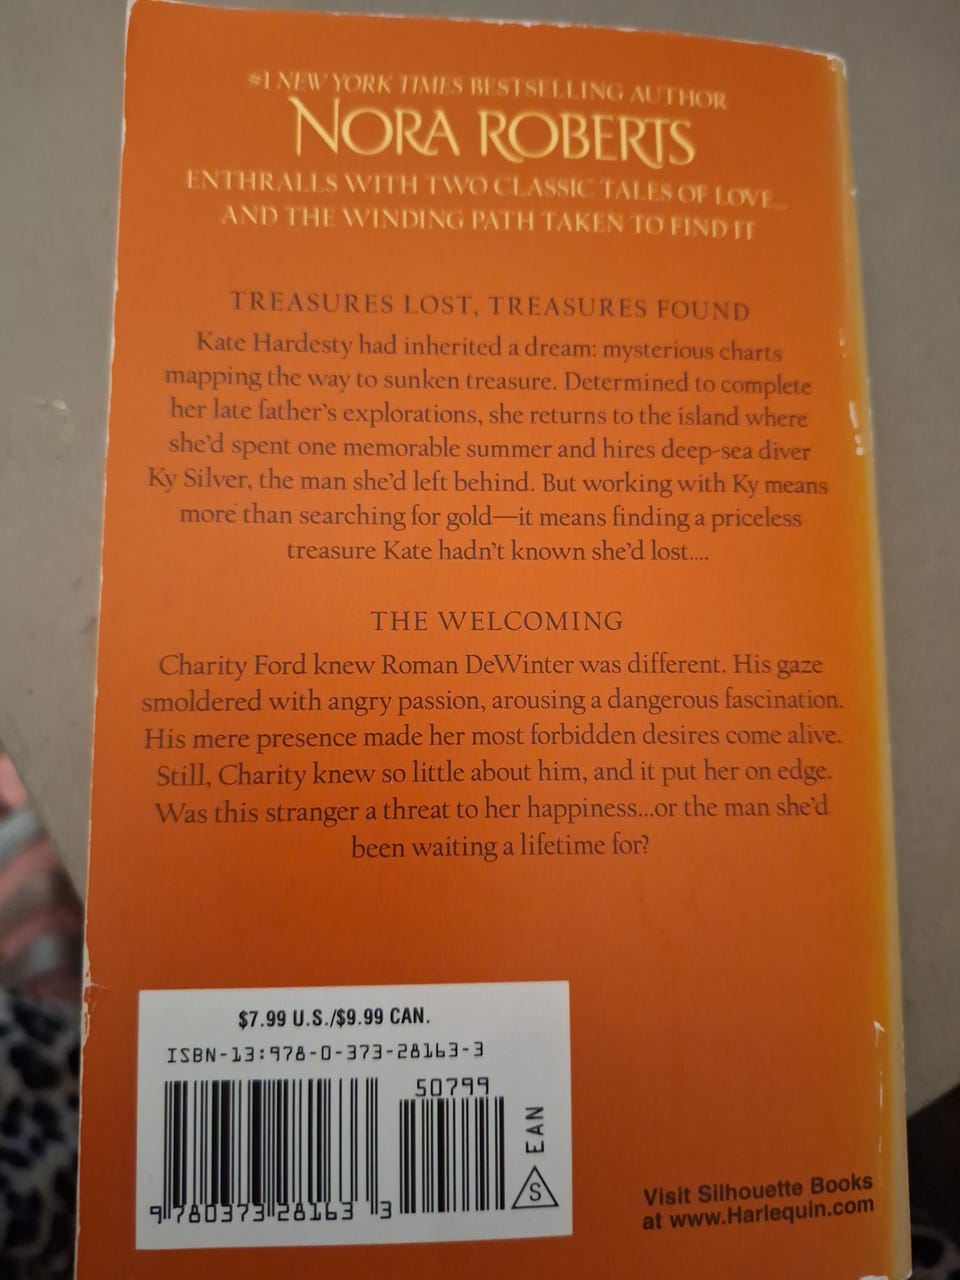 #1 NEW YORK TIMES BESTSELLING AUTHOR
NORA ROBERTS
ENTHRALLS WITH TWO CLASSIC TALES OF LOVE...
AND THE WINDING PATH TAKEN TO FIND IT
TREASURES LOST, TREASURES FOUND
Kate Hardesty had inherited a dream: mysterious charts
mapping the way to sunken treasure. Determined to complete
her late father's explorations, she returns to the island where
she'd spent one memorable summer and hires deep-sea diver
Ky Silver, the man she'd left behind. But working with Ky means
more than searching for gold—it means finding a priceless
treasure Kate hadn't known she'd lost....
THE WELCOMING
Charity Ford knew Roman DeWinter was different. His gaze
smoldered with angry passion, arousing a dangerous fascination.
His mere presence made her most forbidden desires come alive.
Still, Charity knew so little about him, and it put her on edge.
Was this stranger a threat to her happiness...or the man she'd
been waiting a lifetime for?
$7.99 U.S./$9.99 CAN.
ISBN-13:978-0-373-28163-3
50799
EAN
S
9 780373 281633
Visit Silhouette Books
at www.Harlequin.com